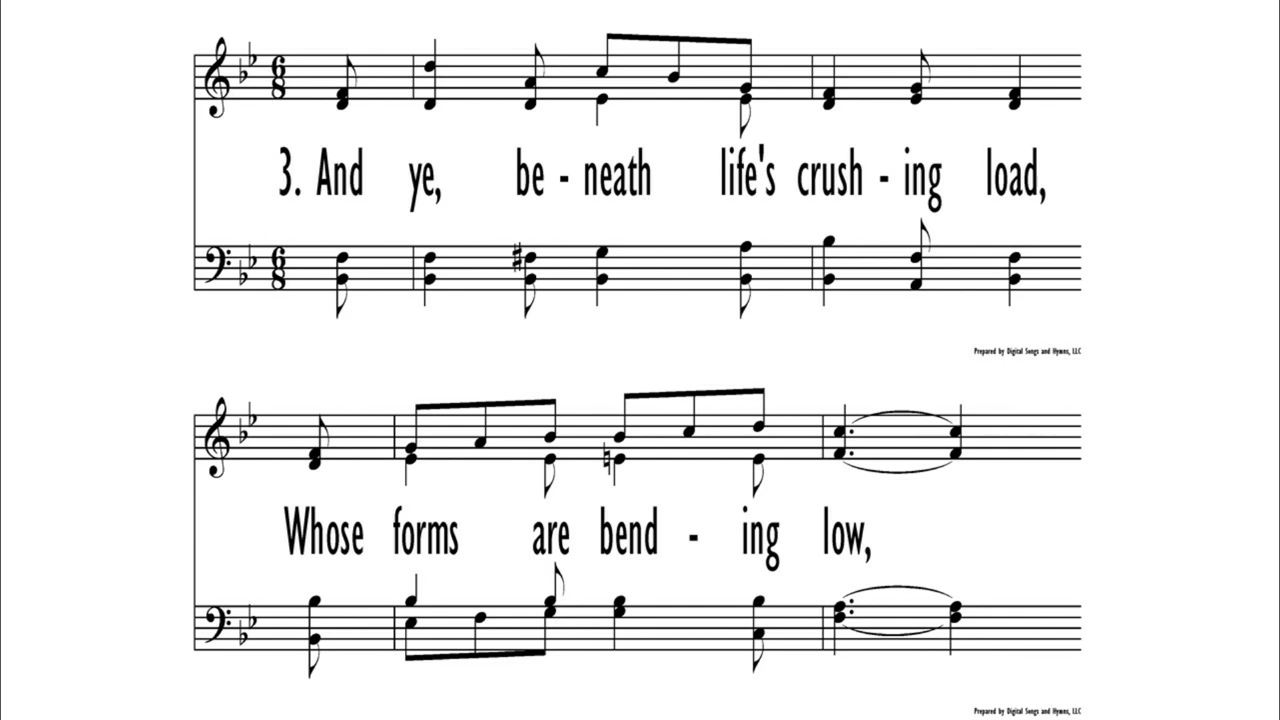 3. And ye, be - neath life's crush - ing load,
Prepared by Digital Songs and Hymns, LLC
Whose forms are bend - ing low,
Prepared by Digital Songs and Hymns, LLC